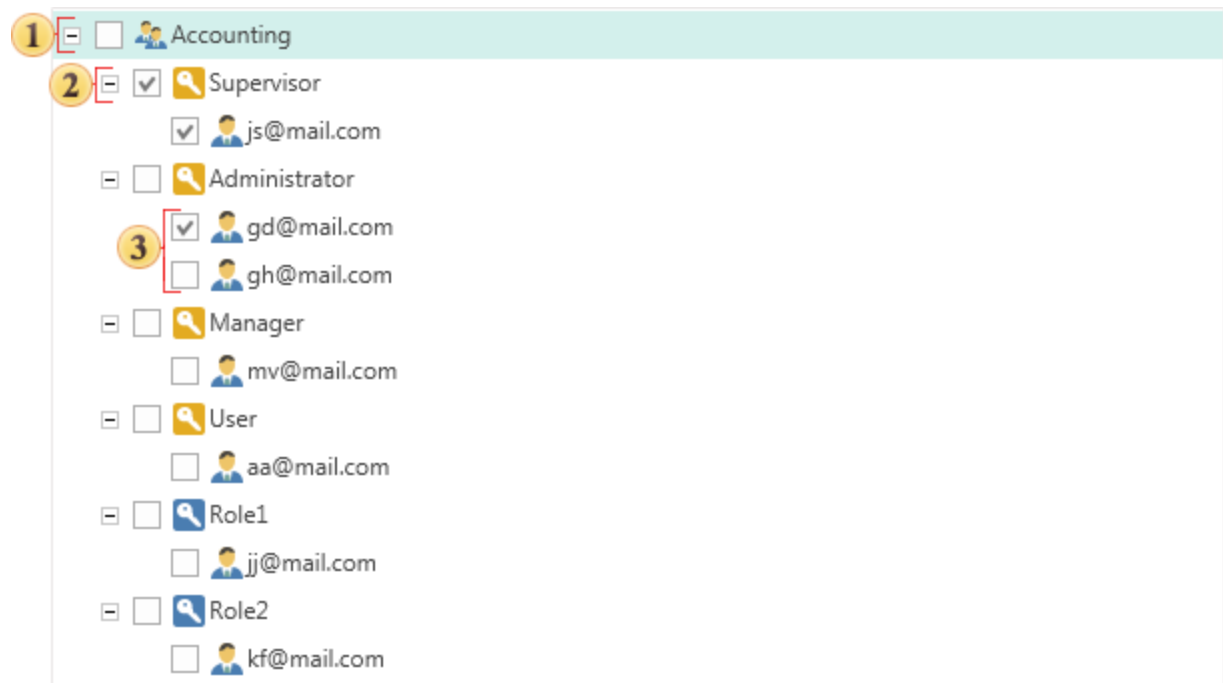 1 Accounting
2 Supervisor
js@mail.com
Administrator
gd@mail.com
3
gh@mail.com
Manager
mv@mail.com
User
aa@mail.com
Role1
jj@mail.com
Role2
kf@mail.com